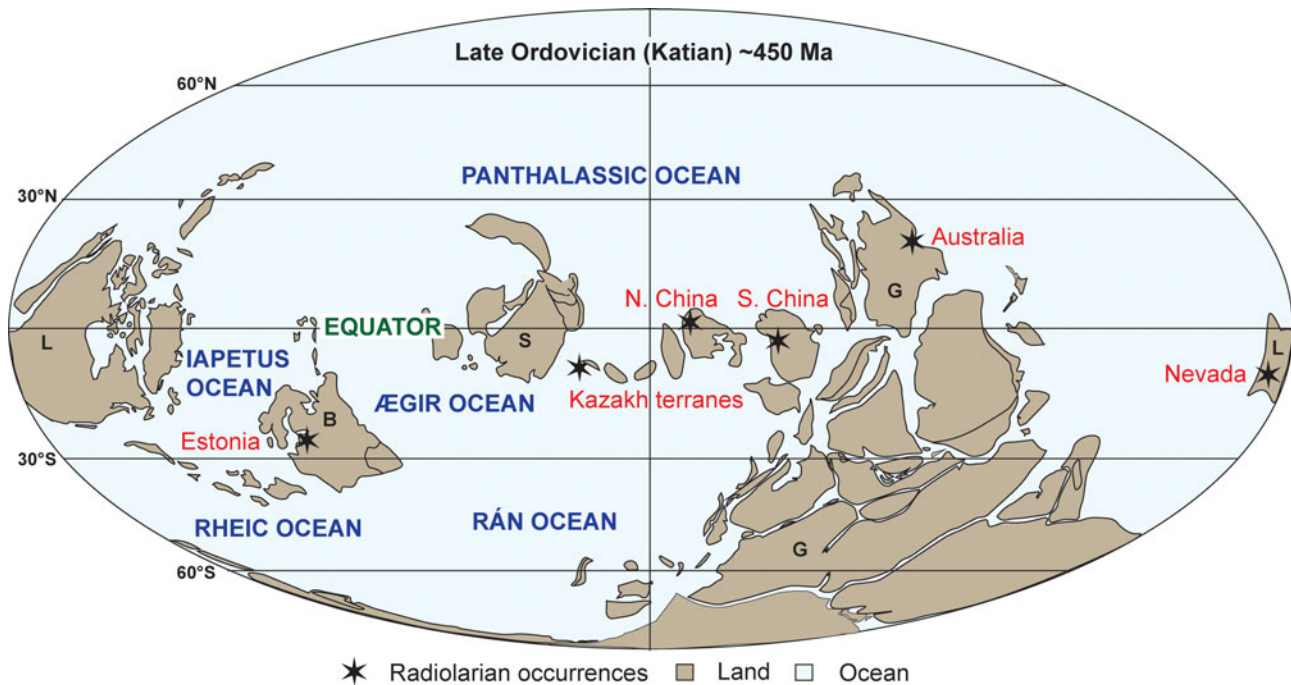 Late Ordovician (Katian) ~450 Ma
60°N
PANTHALASSIC OCEAN
30°N
Australia
N. China
S. China
G
EQUATOR
L
S
L
IAPETUS
OCEAN
Nevada
ÆGIR OCEAN
Kazakh terranes
B
Estonia
30°S
RHEIC OCEAN
RÁN OCEAN
G
60°S
Radiolarian occurrences
Land
Ocean